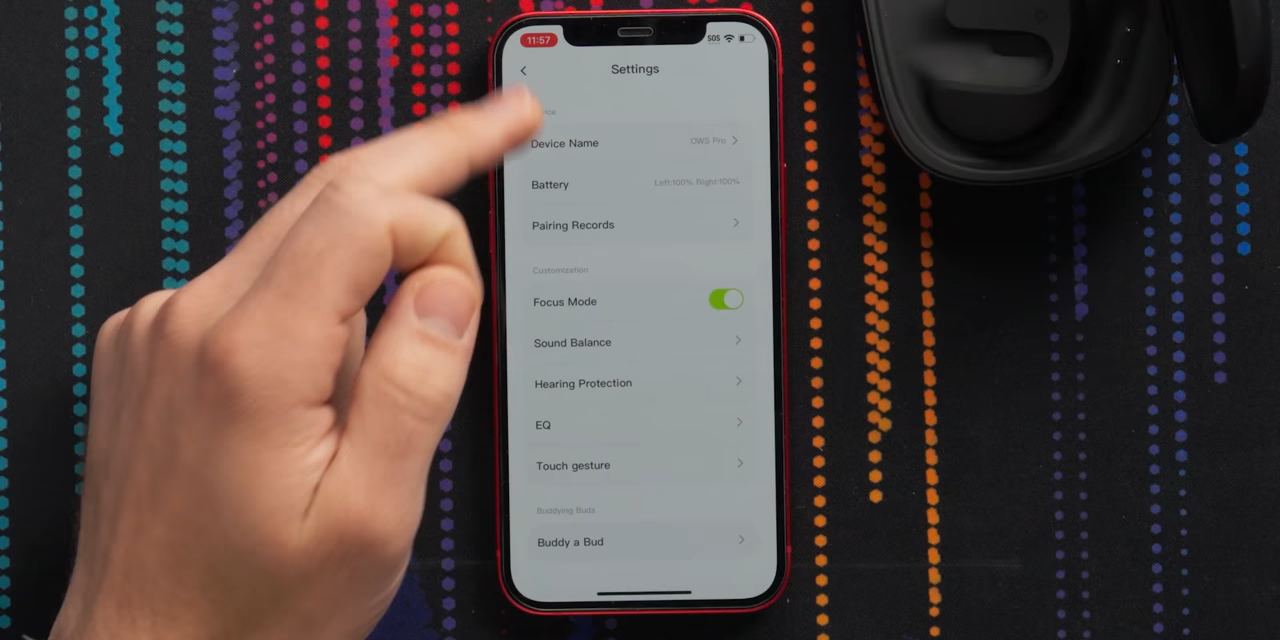 11:57 SOS
Settings
Device Name OWS Pro
Battery Left:100% Right:100%
Pairing Records
Customization
Focus Mode
Sound Balance
Hearing Protection
EQ
Touch gesture
Buddying Buds
Buddy a Bud